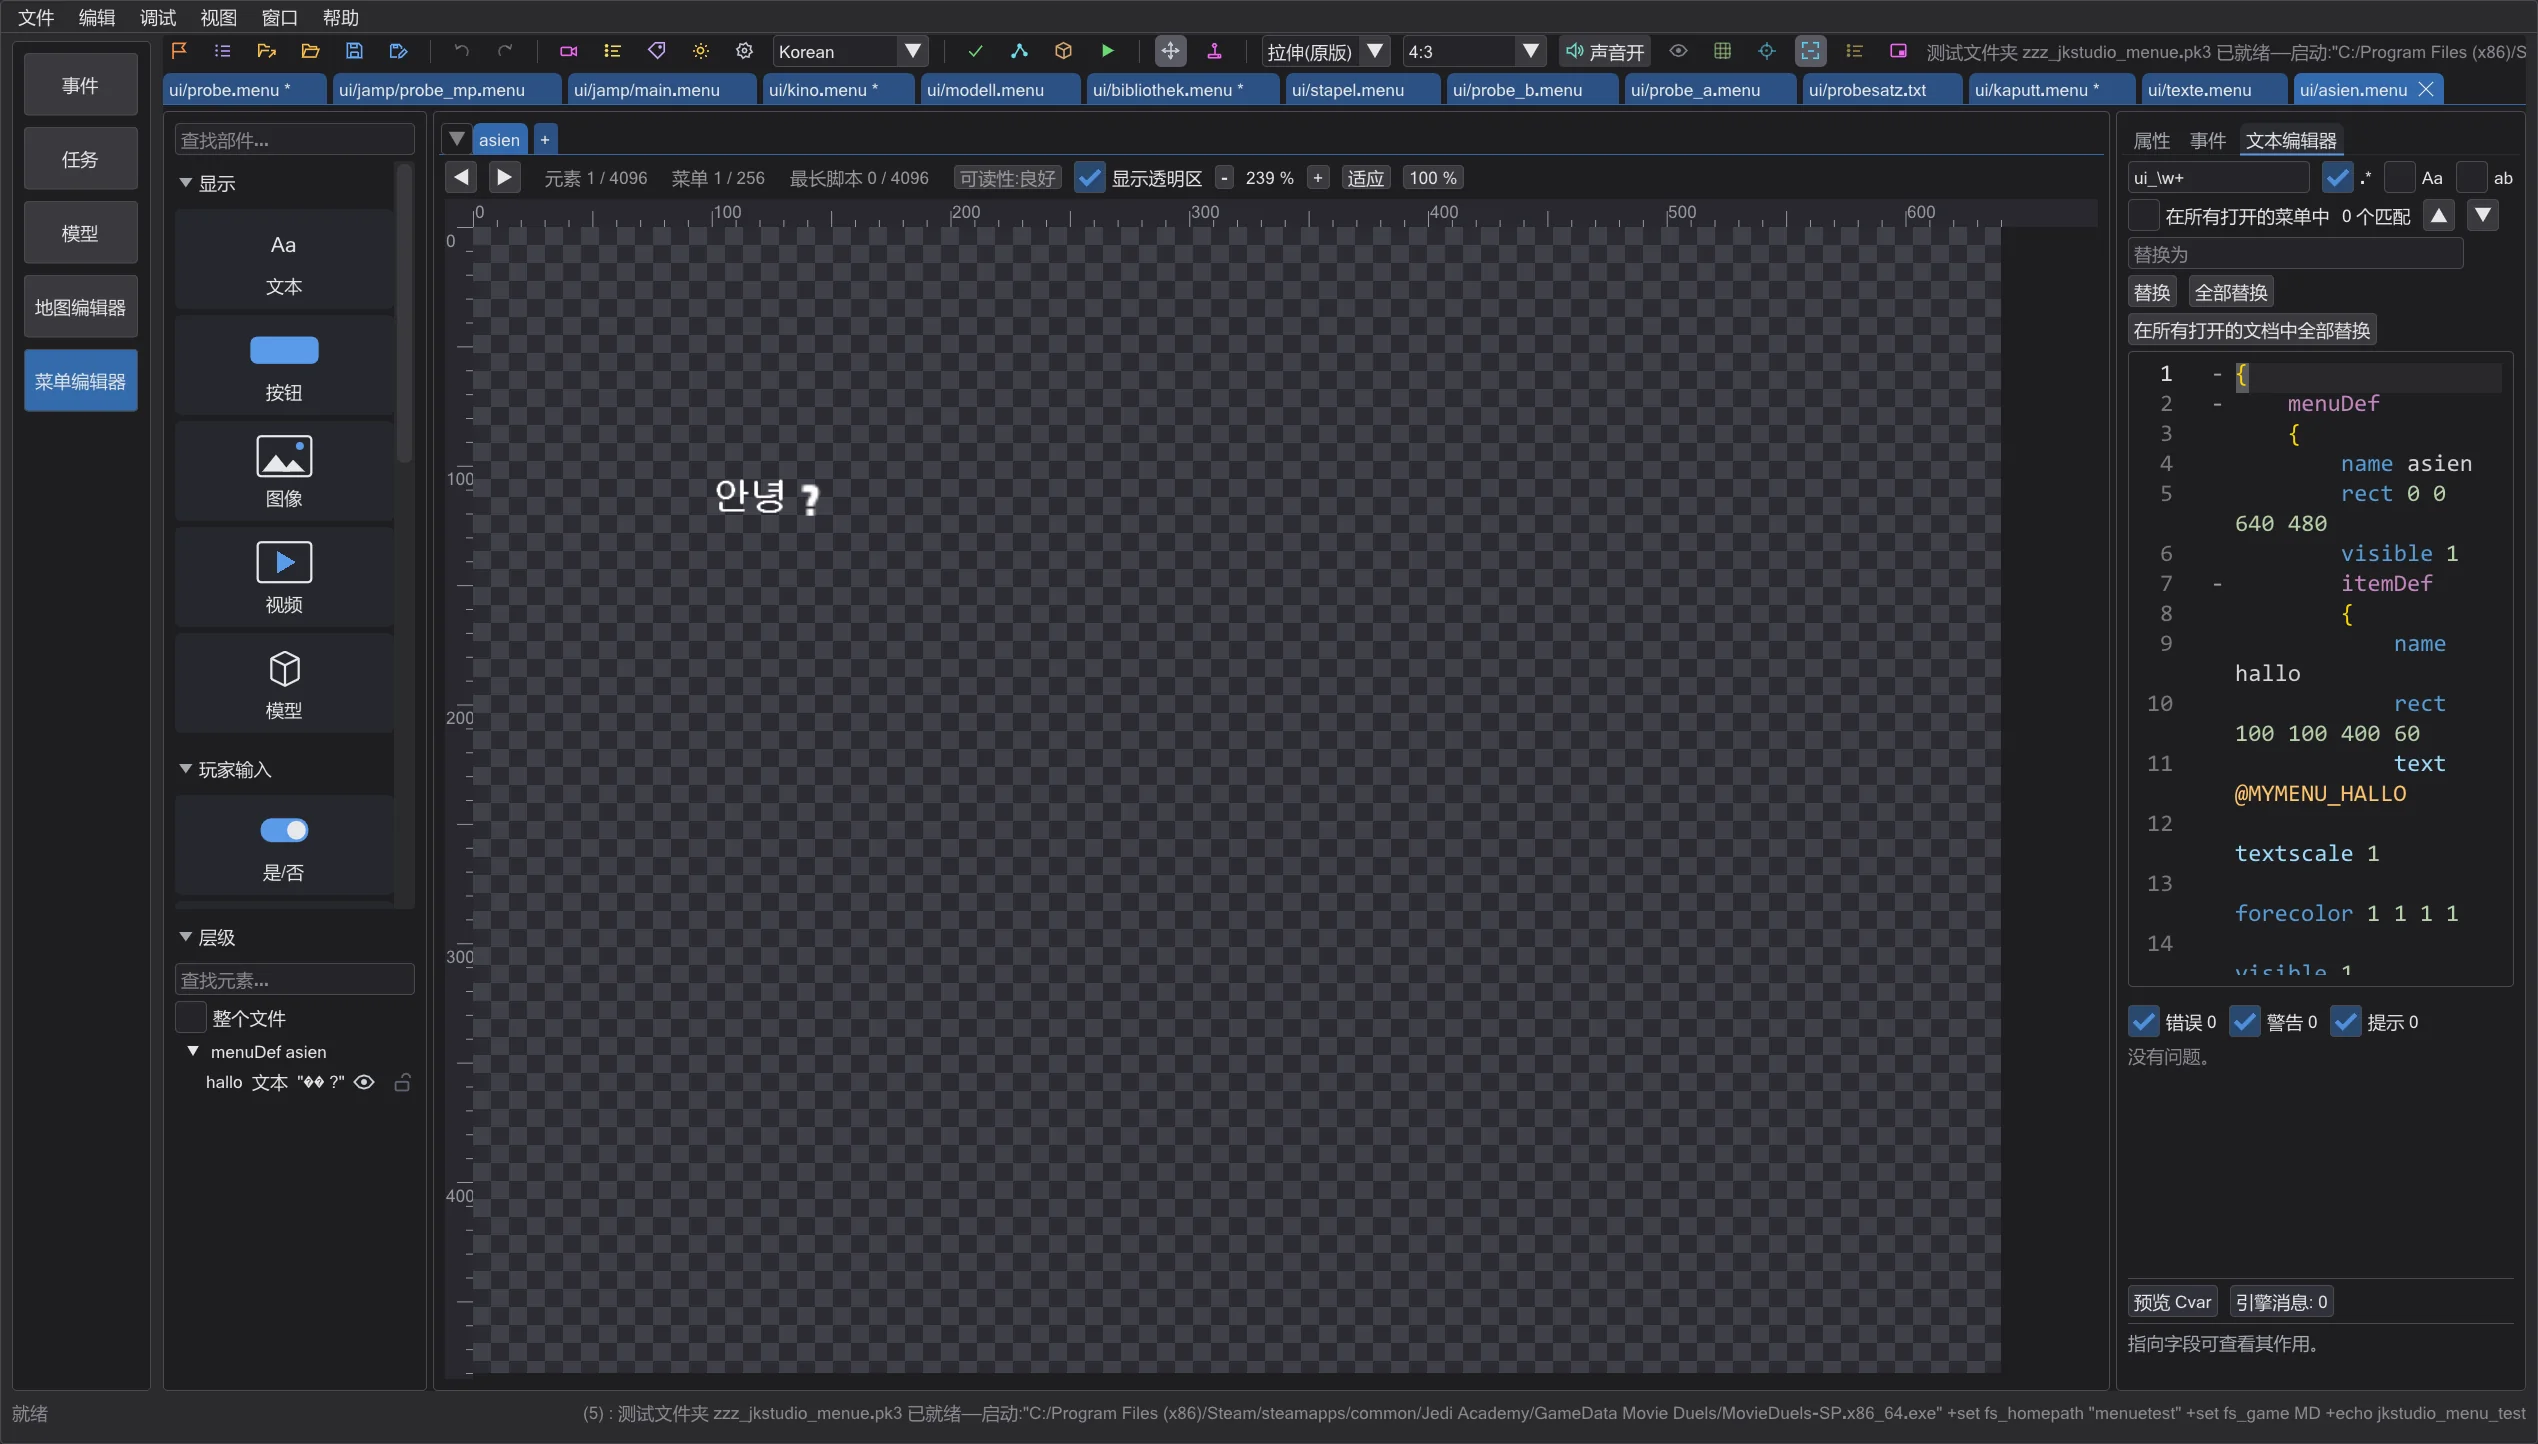 文件 编辑 调试 视图 窗口 帮助
Korean 拉伸(原版) 4:3 声音开 测试文件夹 zzz_jkstudio_menue.pk3 已就绪—启动:"C:/Program Files (x86)/S
ui/probe.menu * ui/jamp/probe_mp.menu ui/jamp/main.menu ui/kino.menu * ui/modell.menu ui/bibliothek.menu * ui/stapel.menu ui/probe_b.menu ui/probe_a.menu ui/probesatz.txt ui/kaputt.menu * ui/texte.menu ui/asien.menu
事件
任务
模型
地图编辑器
菜单编辑器
查找部件...
显示
Aa
文本
按钮
图像
视频
模型
玩家输入
是/否
层级
查找元素...
整个文件
menuDef asien
hallo 文本 "�� ?"
asien +
元素 1 / 4096 菜单 1 / 256 最长脚本 0 / 4096 可读性:良好 显示透明区 - 239 % + 适应 100 %
0 100 200 300 400 500 600
0
100
200
300
400
안녕 ?
属性 事件 文本编辑器
ui_\w+ .* Aa ab
在所有打开的菜单中 0 个匹配
替换为
替换 全部替换
在所有打开的文档中全部替换
1 - {
2 - menuDef
3 {
4 name asien
5 rect 0 0
640 480
6 visible 1
7 - itemDef
8 {
9 name
hallo
10 rect
100 100 400 60
11 text
@MYMENU_HALLO
12
textscale 1
13
forecolor 1 1 1 1
14
visible 1
错误 0 警告 0 提示 0
没有问题。
预览 Cvar 引擎消息: 0
指向字段可查看其作用。
就绪 (5) : 测试文件夹 zzz_jkstudio_menue.pk3 已就绪—启动:"C:/Program Files (x86)/Steam/steamapps/common/Jedi Academy/GameData Movie Duels/MovieDuels-SP.x86_64.exe" +set fs_homepath "menuetest" +set fs_game MD +echo jkstudio_menu_test